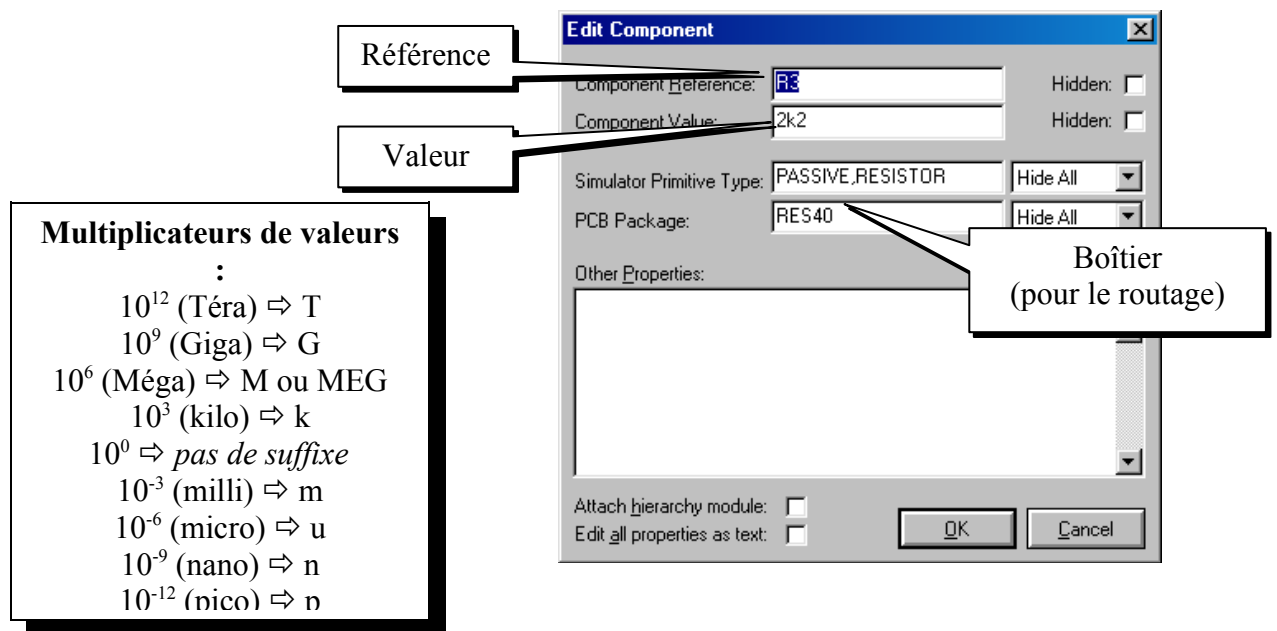 Référence
Valeur
Multiplicateurs de valeurs
:
10¹² (Téra) ⇨ T
10⁹ (Giga) ⇨ G
10⁶ (Méga) ⇨ M ou MEG
10³ (kilo) ⇨ k
10⁰ ⇨ pas de suffixe
10⁻³ (milli) ⇨ m
10⁻⁶ (micro) ⇨ u
10⁻⁹ (nano) ⇨ n
10⁻¹² (pico) ⇨ p
Edit Component
Component Reference: R3 Hidden:
Component Value: 2k2 Hidden:
Simulator Primitive Type: PASSIVE,RESISTOR Hide All
PCB Package: RES40 Hide All
Boîtier
(pour le routage)
Other Properties:
Attach hierarchy module:
Edit all properties as text:
OK Cancel